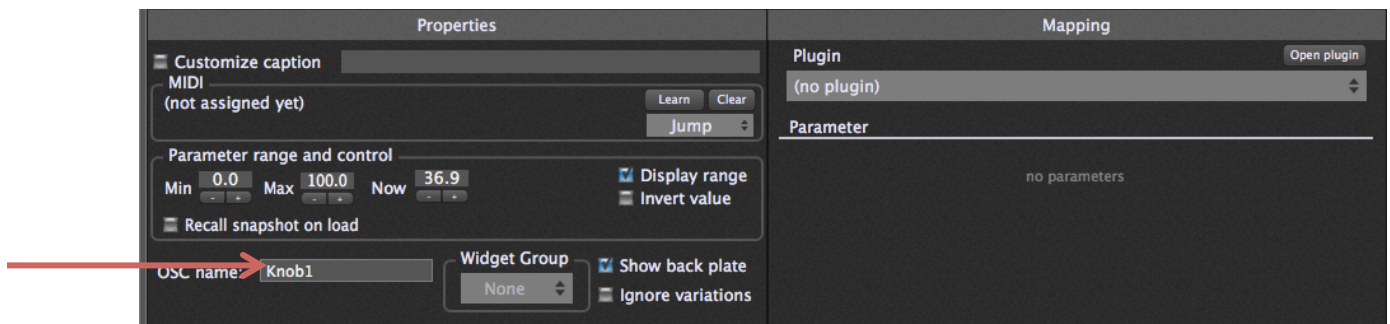 Properties
Customize caption
MIDI
(not assigned yet)
Learn Clear
Jump
Parameter range and control
Min 0.0 Max 100.0 Now 36.9
- + - + - +
Display range
Invert value
Recall snapshot on load
OSC name: Knob1
Widget Group
None
Show back plate
Ignore variations
Mapping
Plugin
Open plugin
(no plugin)
Parameter
no parameters